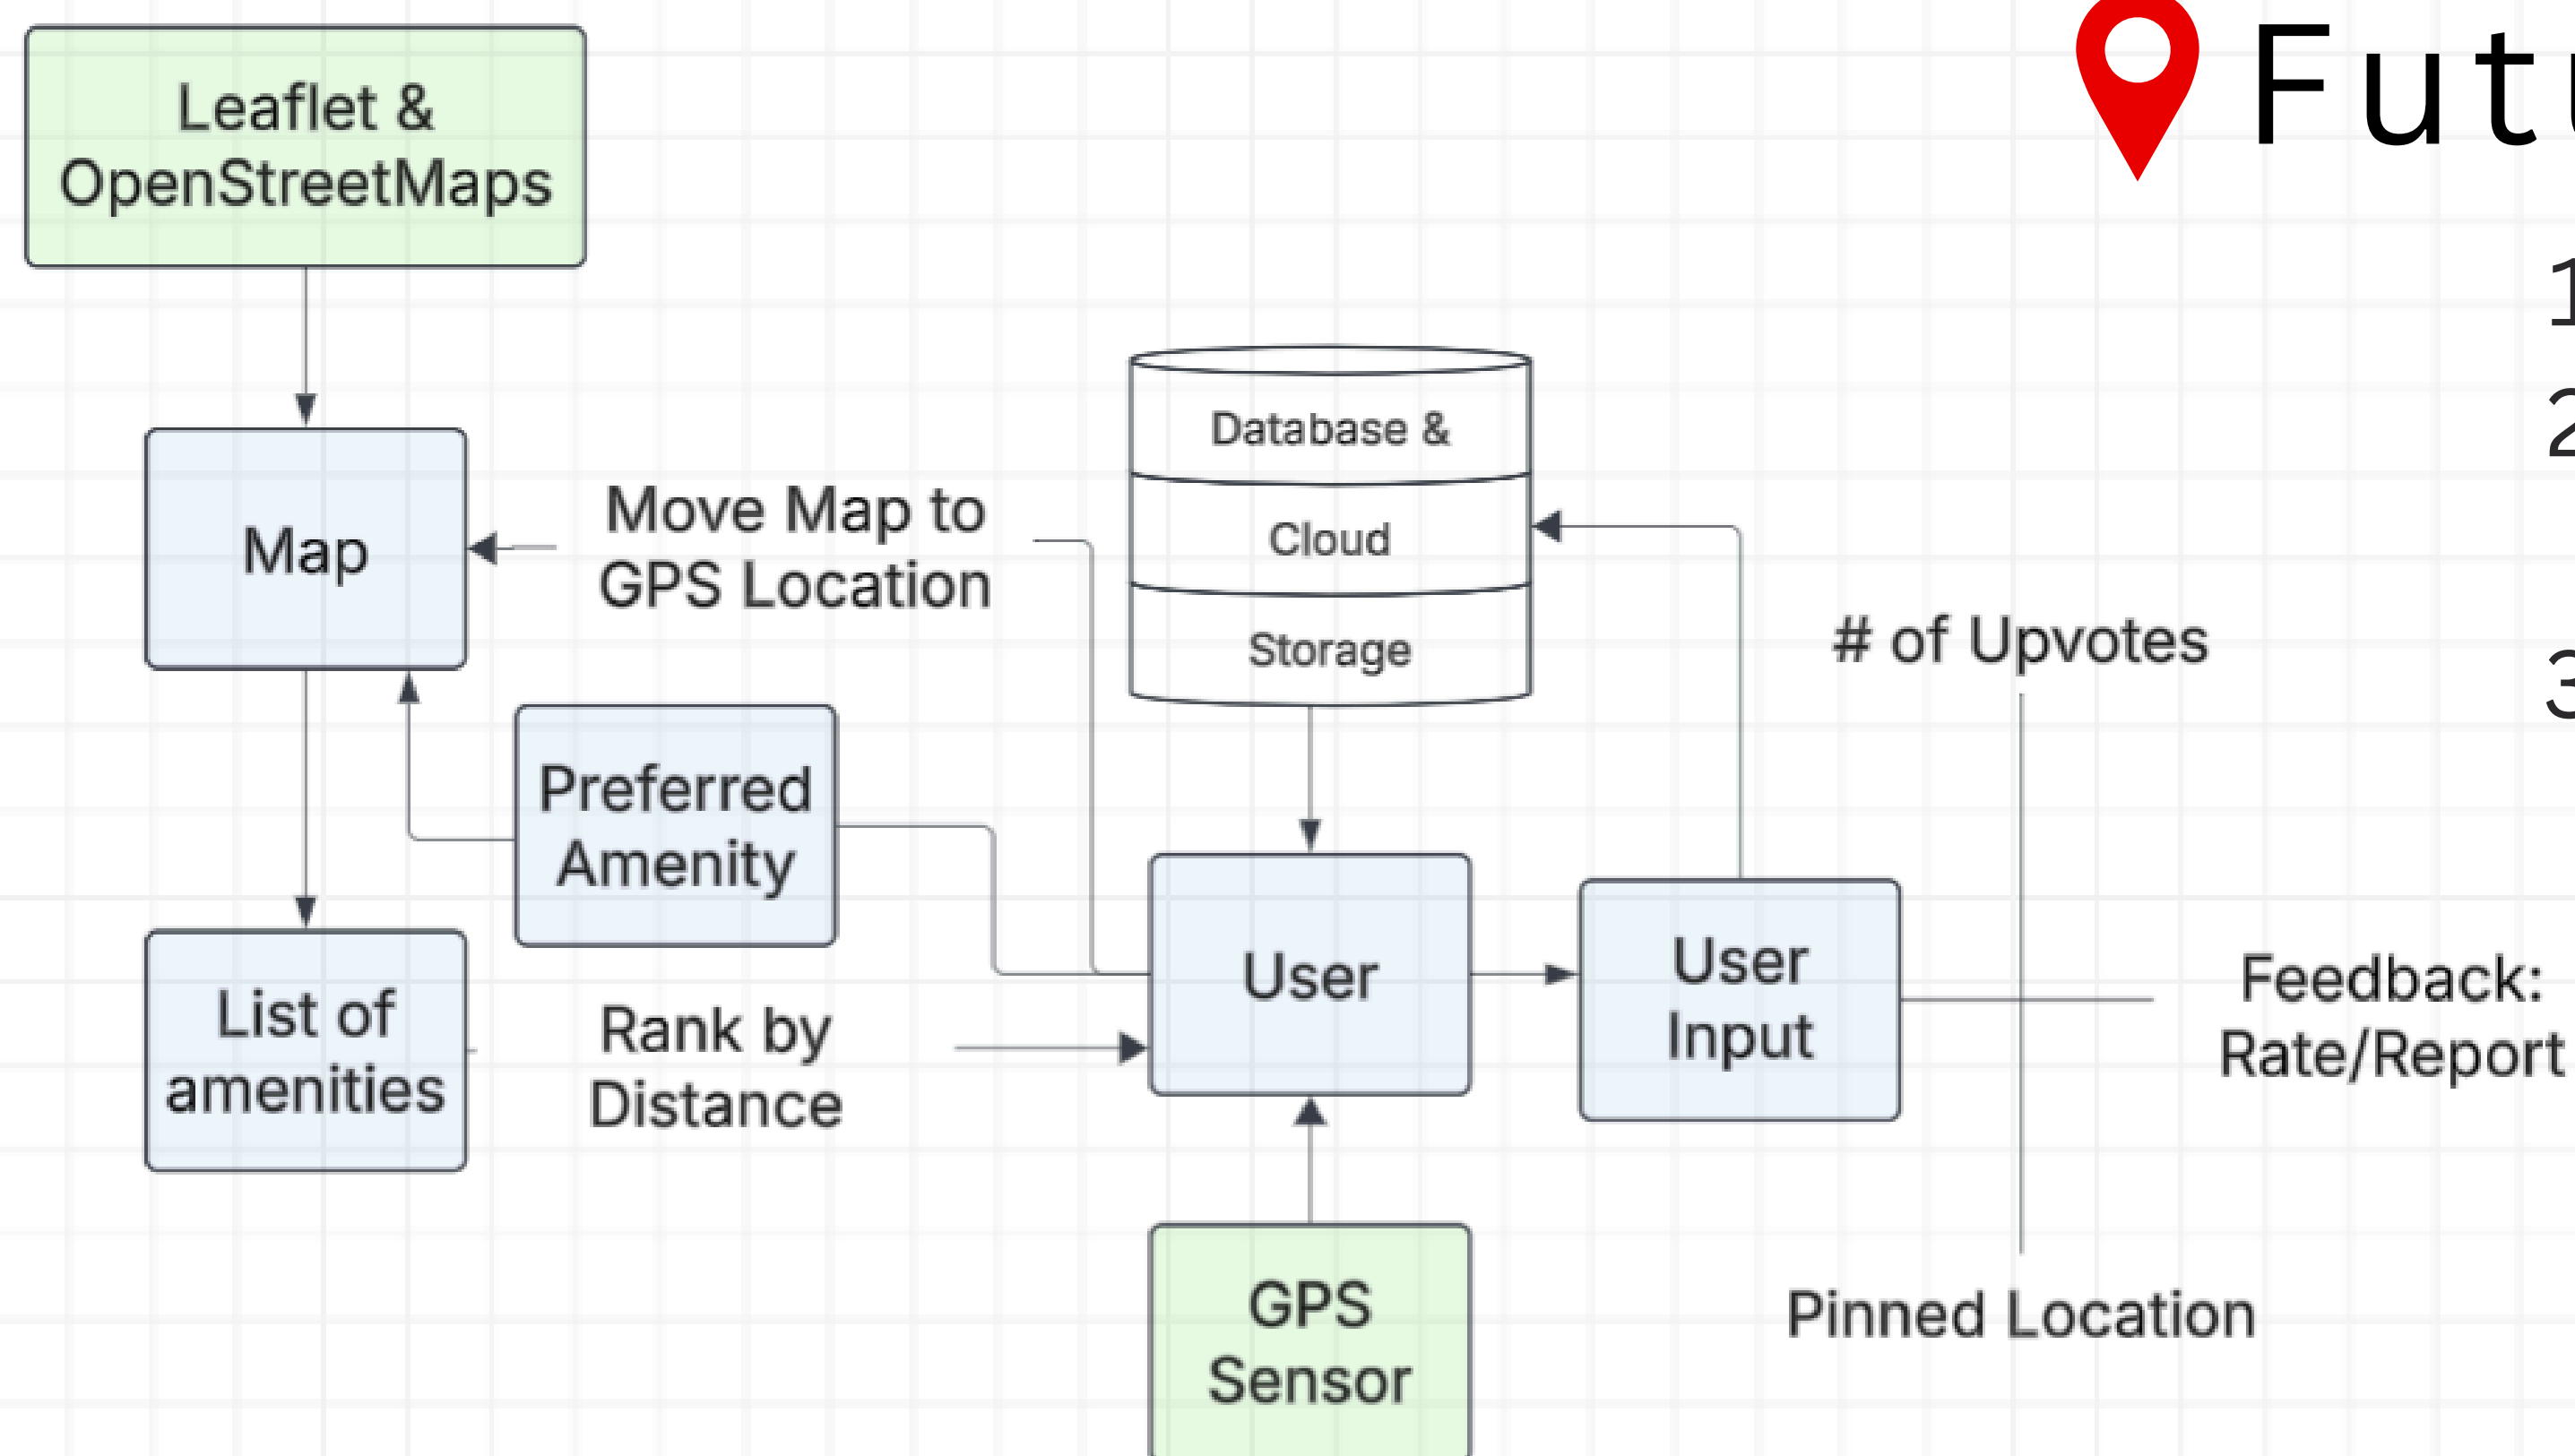 Leaflet &
OpenStreetMaps
Map
Move Map to
GPS Location
Database &
Cloud
Storage
# of Upvotes
Preferred
Amenity
List of
amenities
Rank by
Distance
User
User
Input
Feedback:
Rate/Report
GPS
Sensor
Pinned Location
1
2
3